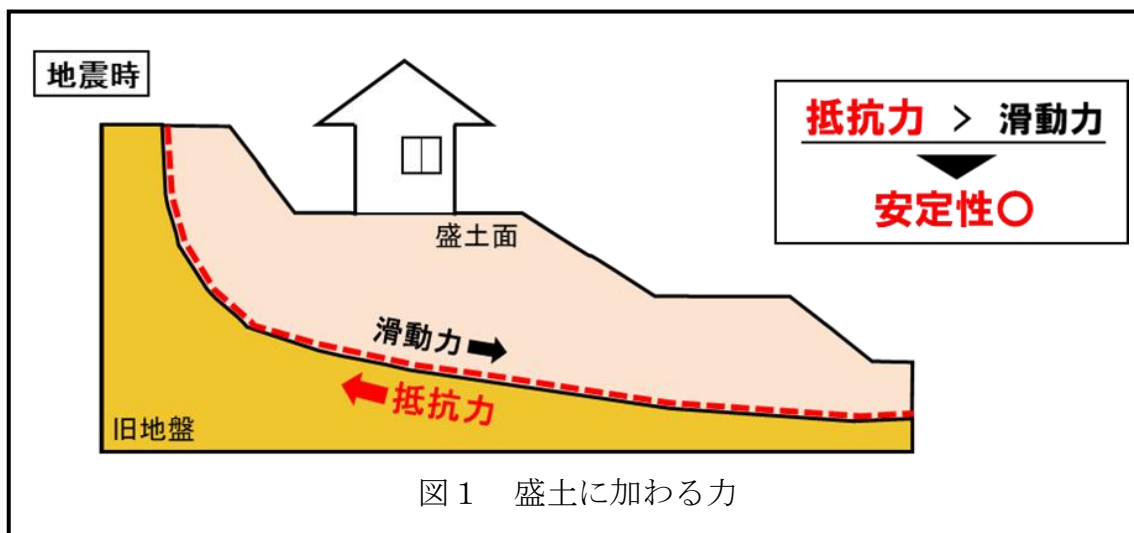 地震時
抵抗力 > 滑動力
安定性〇
盛土面
滑動力
抵抗力
旧地盤
図1 盛土に加わる力